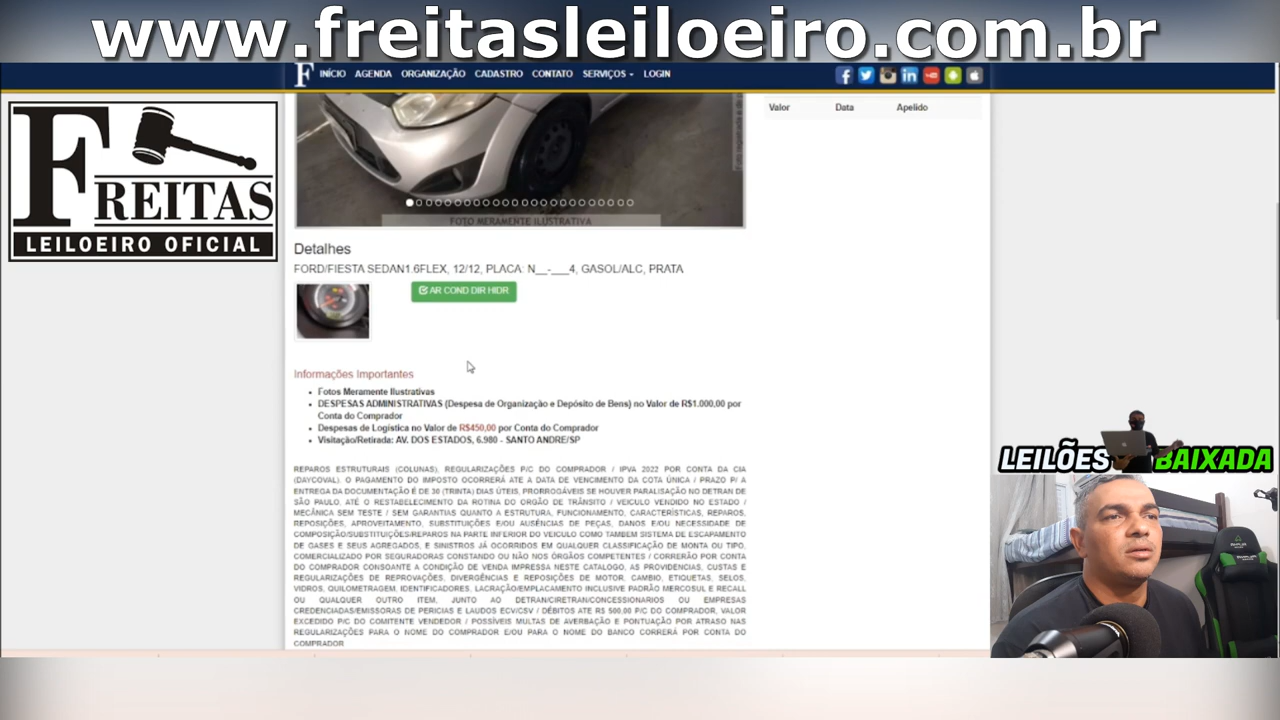 www.freitasleiloeiro.com.br
F INÍCIO AGENDA ORGANIZAÇÃO CADASTRO CONTATO SERVIÇOS LOGIN
FREITAS
LEILOEIRO OFICIAL
Valor Data Apelido
FOTO MERAMENTE ILUSTRATIVA
Detalhes
FORD/FIESTA SEDAN1.6FLEX, 12/12, PLACA: N__-___4, GASOL/ALC, PRATA
AR COND DIR HIDR
Informações Importantes
Fotos Meramente Ilustrativas
DESPESAS ADMINISTRATIVAS (Despesa de Organização e Depósito de Bens) no Valor de R$1.000,00 por
Conta do Comprador
Despesas de Logística no Valor de R$450,00 por Conta do Comprador
Visitação/Retirada: AV. DOS ESTADOS, 6.980 - SANTO ANDRE/SP
REPAROS ESTRUTURAIS (COLUNAS), REGULARIZAÇÕES P/C DO COMPRADOR / IPVA 2022 POR CONTA DA CIA
(DAYCOVAL). O PAGAMENTO DO IMPOSTO OCORRERÁ ATE A DATA DE VENCIMENTO DA COTA ÚNICA / PRAZO P/ A
ENTREGA DA DOCUMENTAÇÃO É DE 30 (TRINTA) DIAS ÚTEIS, PRORROGÁVEIS SE HOUVER PARALISAÇÃO NO DETRAN DE
SÃO PAULO, ATÉ O RESTABELECIMENTO DA ROTINA DO ORGÃO DE TRÂNSITO / VEICULO VENDIDO NO ESTADO /
MECÂNICA SEM TESTE / SEM GARANTIAS QUANTO A ESTRUTURA, FUNCIONAMENTO, CARACTERÍSTICAS, REPAROS,
REPOSIÇÕES, APROVEITAMENTO, SUBSTITUIÇÕES E/OU AUSÊNCIAS DE PEÇAS, DANOS E/OU NECESSIDADE DE
COMPOSIÇÃO/SUBSTITUIÇÕES/REPAROS NA PARTE INFERIOR DO VEICULO COMO TAMBEM SISTEMA DE ESCAPAMENTO
DE GASES E SEUS AGREGADOS, E SINISTROS JÁ OCORRIDOS EM QUALQUER CLASSIFICAÇÃO DE MONTA OU TIPO,
COMERCIALIZADO POR SEGURADORAS CONSTANDO OU NÃO NOS ÓRGÃOS COMPETENTES / CORRERÃO POR CONTA
DO COMPRADOR CONSOANTE A CONDIÇÃO DE VENDA IMPRESSA NESTE CATALOGO, AS PROVIDENCIAS, CUSTAS E
REGULARIZAÇÕES DE REPROVAÇÕES, DIVERGÊNCIAS E REPOSIÇÕES DE MOTOR, CAMBIO, ETIQUETAS, SELOS,
VIDROS, QUILOMETRAGEM, IDENTIFICADORES, LACRAÇÃO/EMPLACAMENTO INCLUSIVE PADRÃO MERCOSUL E RECALL
OU QUALQUER OUTRO ITEM, JUNTO AO DETRAN/CIRETRAN/CONCESSIONARIOS OU EMPRESAS
CREDENCIADAS/EMISSORAS DE PERICIAS E LAUDOS ECV/CSV / DÉBITOS ATE R$ 500,00 P/C DO COMPRADOR, VALOR
EXCEDIDO P/C DO COMITENTE VENDEDOR / POSSÍVEIS MULTAS DE AVERBAÇÃO E PONTUAÇÃO POR ATRASO NAS
REGULARIZAÇÕES PARA O NOME DO COMPRADOR E/OU PARA O NOME DO BANCO CORRERÁ POR CONTA DO
COMPRADOR
LEILÕES BAIXADA